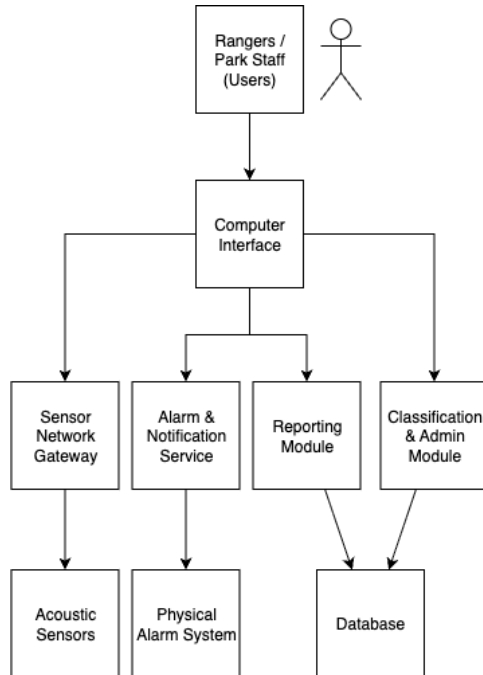 Rangers /
Park Staff
(Users)
Computer
Interface
Sensor
Network
Gateway
Alarm &
Notification
Service
Reporting
Module
Classification
& Admin
Module
Acoustic
Sensors
Physical
Alarm System
Database